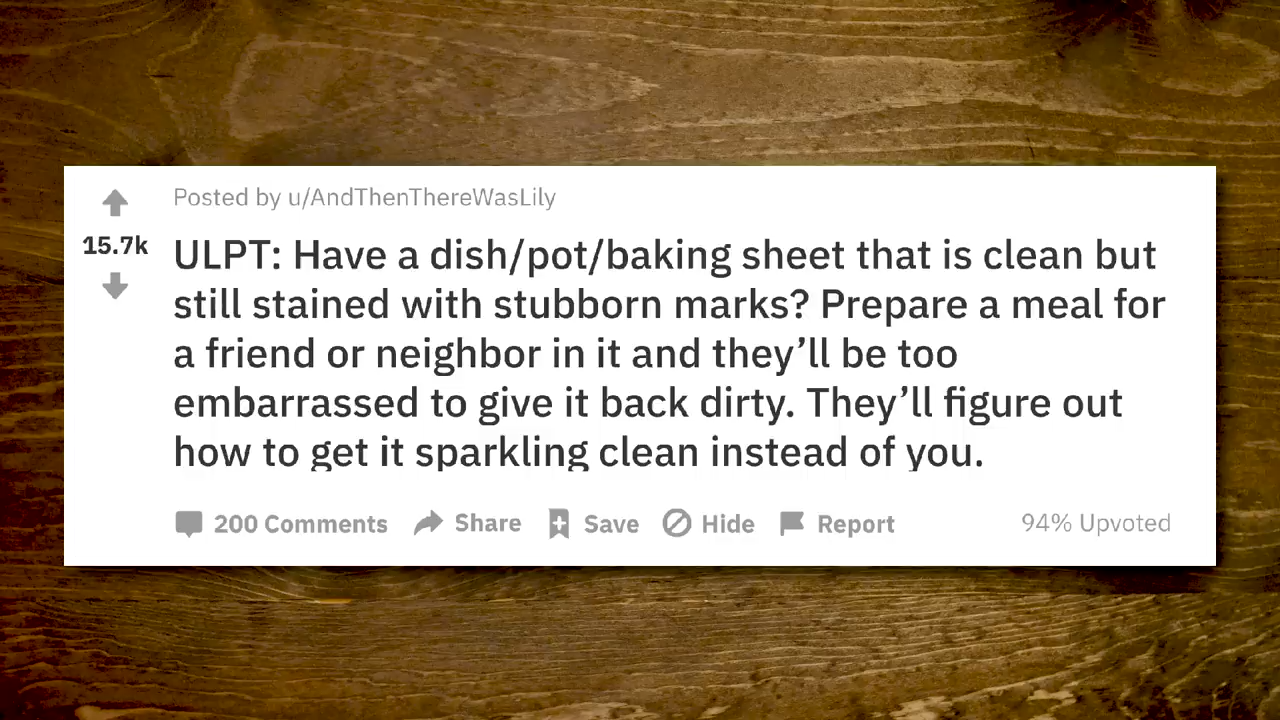 Posted by u/AndThenThereWasLily
15.7k
ULPT: Have a dish/pot/baking sheet that is clean but
still stained with stubborn marks? Prepare a meal for
a friend or neighbor in it and they’ll be too
embarrassed to give it back dirty. They’ll figure out
how to get it sparkling clean instead of you.
200 Comments Share Save Hide Report 94% Upvoted